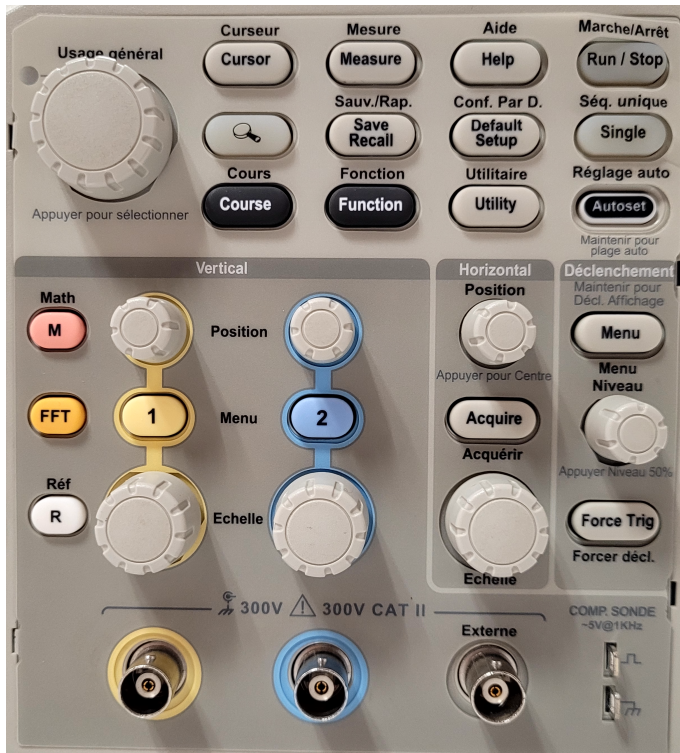 Usage général
Curseur
Cursor
Mesure
Measure
Aide
Help
Marche/Arrêt
Run / Stop
Sauv./Rap.
Save
Recall
Conf. Par D.
Default
Setup
Séq. unique
Single
Cours
Course
Fonction
Function
Utilitaire
Utility
Réglage auto
Autoset
Appuyer pour sélectionner
Maintenir pour
plage auto
Vertical
Horizontal
Déclenchement
Math
M
Position
Position
Appuyer pour Centre
Maintenir pour
Décl. Affichage
Menu
Menu
Niveau
FFT
1
Menu
2
Acquire
Acquérir
Appuyer Niveau 50%
Réf
R
Echelle
Echelle
Force Trig
Forcer décl.
300V 300V CAT II
Externe
COMP. SONDE
~5V@1KHz